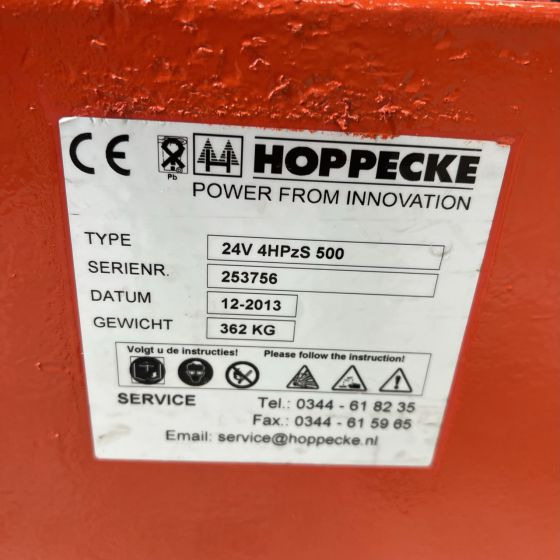 CE Pb HOPPECKE
POWER FROM INNOVATION
TYPE 24V 4HPzS 500
SERIENR. 253756
DATUM 12-2013
GEWICHT 362 KG
Volgt u de instructies! Please follow the instruction!
SERVICE Tel.: 0344 - 61 82 35
Fax.: 0344 - 61 59 65
Email: service@hoppecke.nl